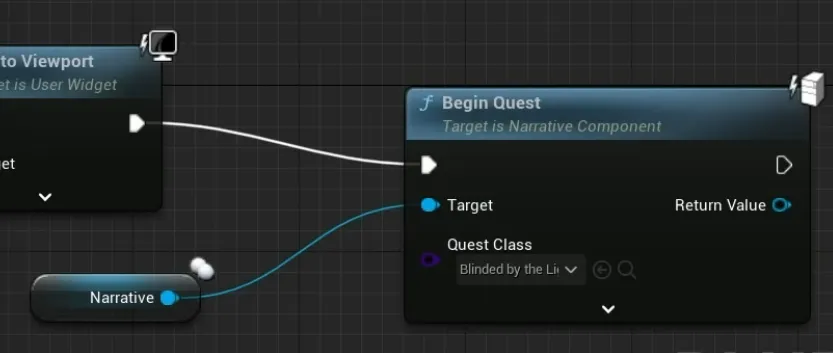 to Viewport
et is User Widget
get
Narrative
f Begin Quest
Target is Narrative Component
Target
Return Value
Quest Class
Blinded by the Li